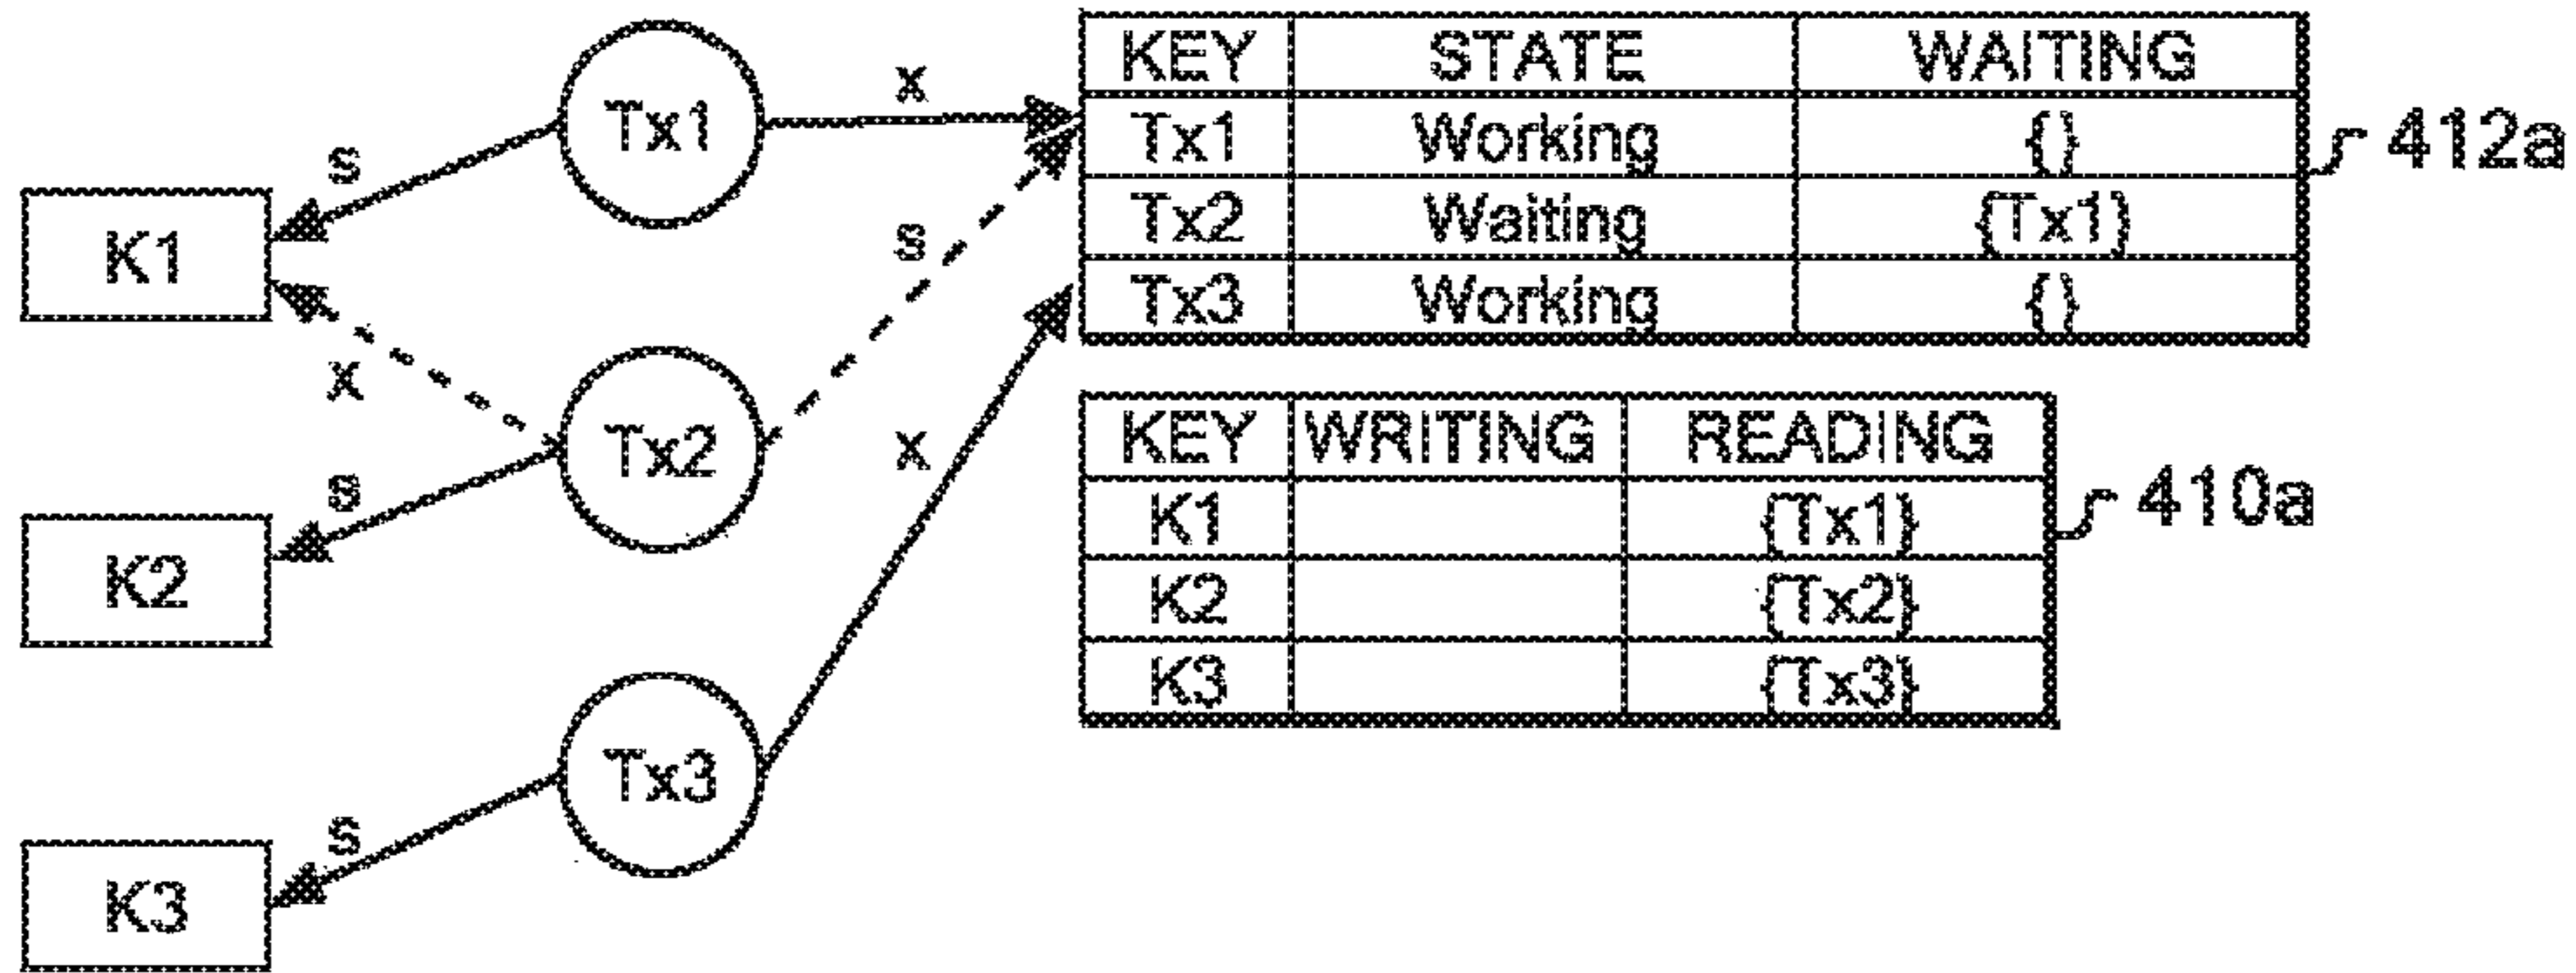 KEY STATE WAITING
Tx1 Working {}
Tx2 Waiting {Tx1}
Tx3 Working {}
412a
KEY WRITING READING
K1 {Tx1}
K2 {Tx2}
K3 {Tx3}
410a
Tx1
x
s
K1
s
x
Tx2
x
s
K2
Tx3
s
K3